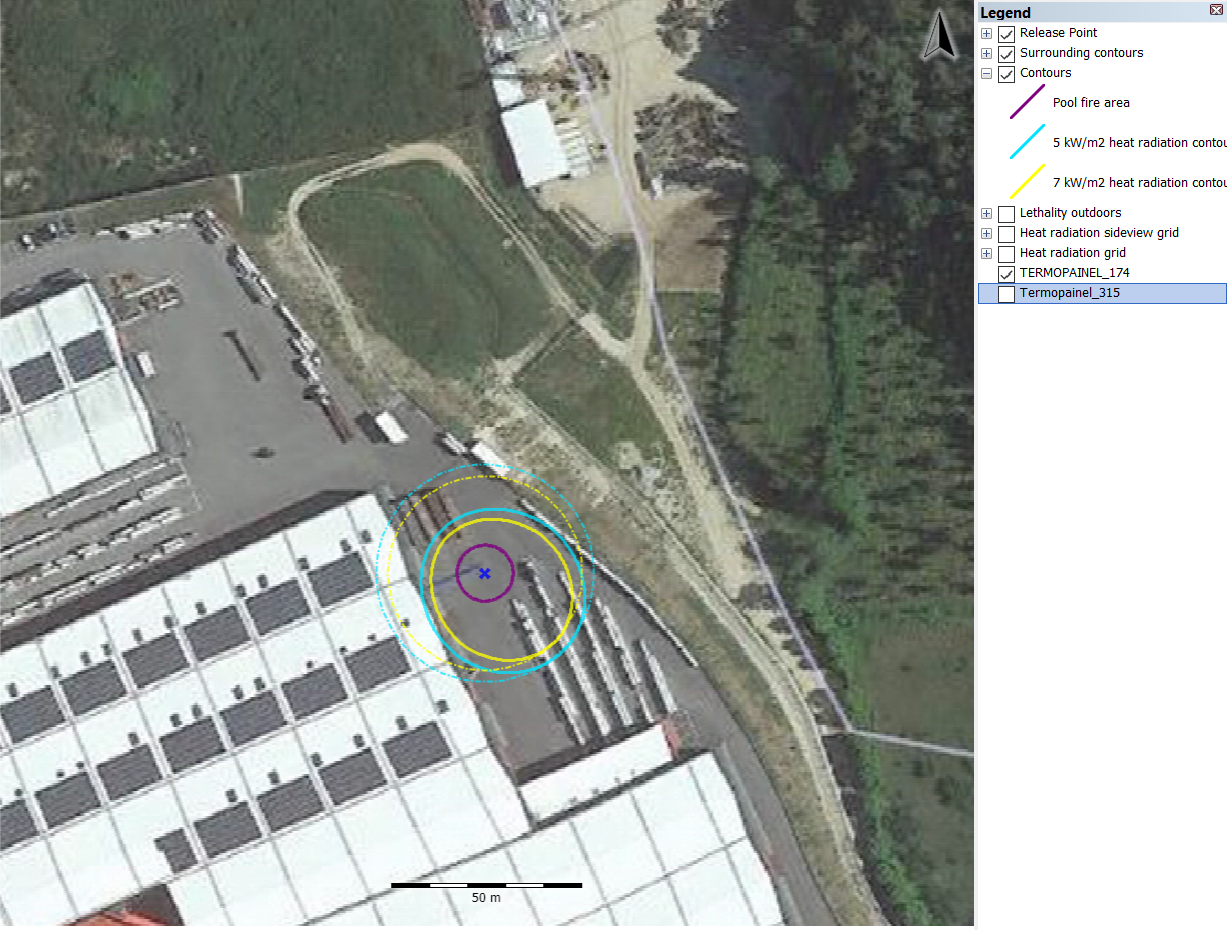 Legend
Release Point
Surrounding contours
Contours
Pool fire area
5 kW/m2 heat radiation contou
7 kW/m2 heat radiation contou
Lethality outdoors
Heat radiation sideview grid
Heat radiation grid
TERMOPAINEL_174
Termopainel_315
50 m